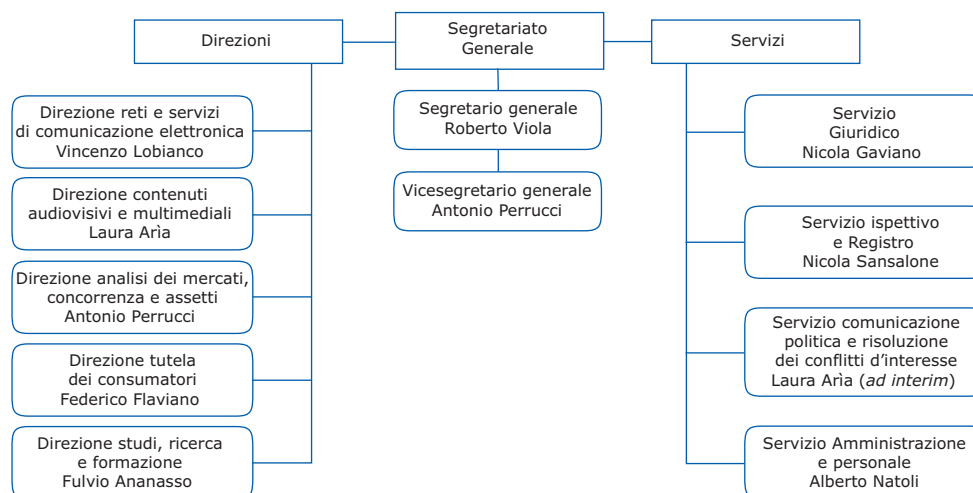 Direzioni
Segretariato
Generale
Servizi
Direzione reti e servizi
di comunicazione elettronica
Vincenzo Lobianco
Direzione contenuti
audiovisivi e multimediali
Laura Arìa
Direzione analisi dei mercati,
concorrenza e assetti
Antonio Perrucci
Direzione tutela
dei consumatori
Federico Flaviano
Direzione studi, ricerca
e formazione
Fulvio Ananasso
Segretario generale
Roberto Viola
Vicesegretario generale
Antonio Perrucci
Servizio
Giuridico
Nicola Gaviano
Servizio ispettivo
e Registro
Nicola Sansalone
Servizio comunicazione
politica e risoluzione
dei conflitti d’interesse
Laura Arìa (ad interim)
Servizio Amministrazione
e personale
Alberto Natoli